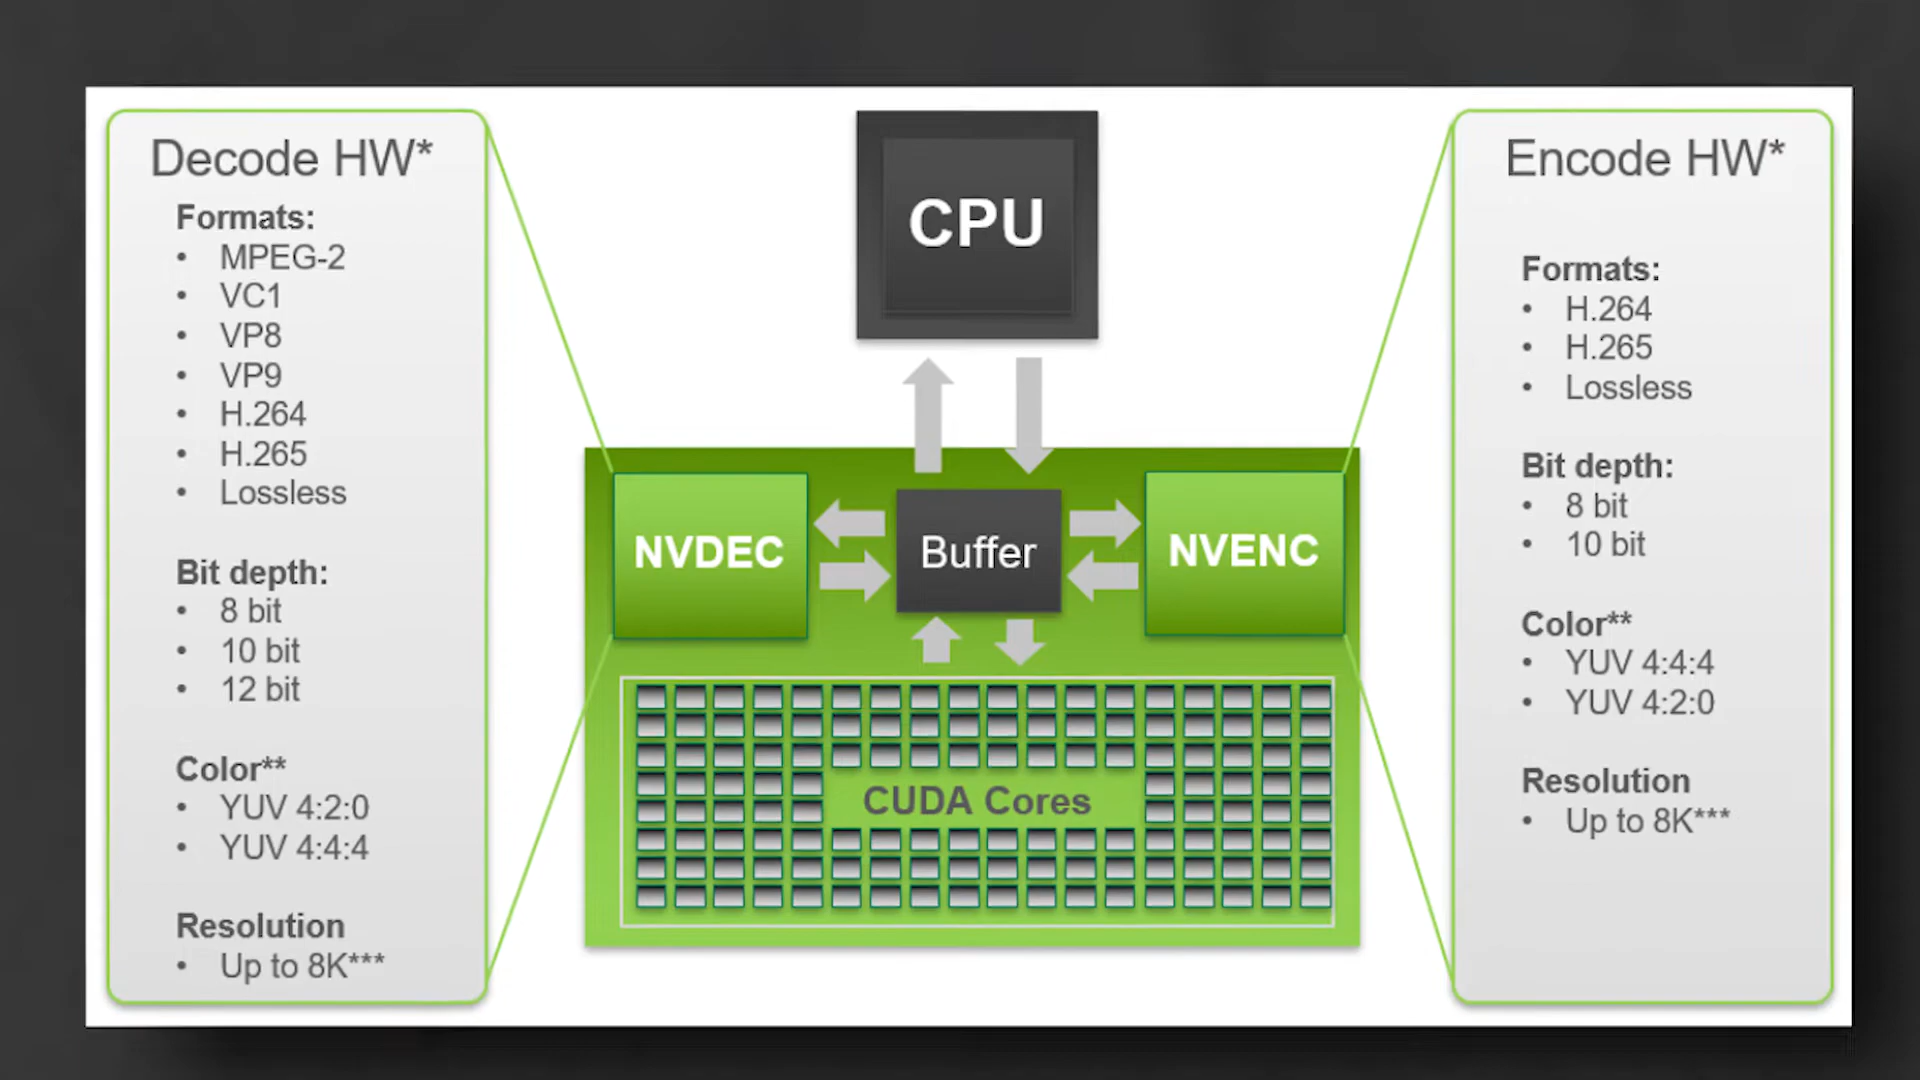 Decode HW*
Formats:
• MPEG-2
• VC1
• VP8
• VP9
• H.264
• H.265
• Lossless
Bit depth:
• 8 bit
• 10 bit
• 12 bit
Color**
• YUV 4:2:0
• YUV 4:4:4
Resolution
• Up to 8K***
CPU
NVDEC
Buffer
NVENC
CUDA Cores
Encode HW*
Formats:
• H.264
• H.265
• Lossless
Bit depth:
• 8 bit
• 10 bit
Color**
• YUV 4:4:4
• YUV 4:2:0
Resolution
• Up to 8K***